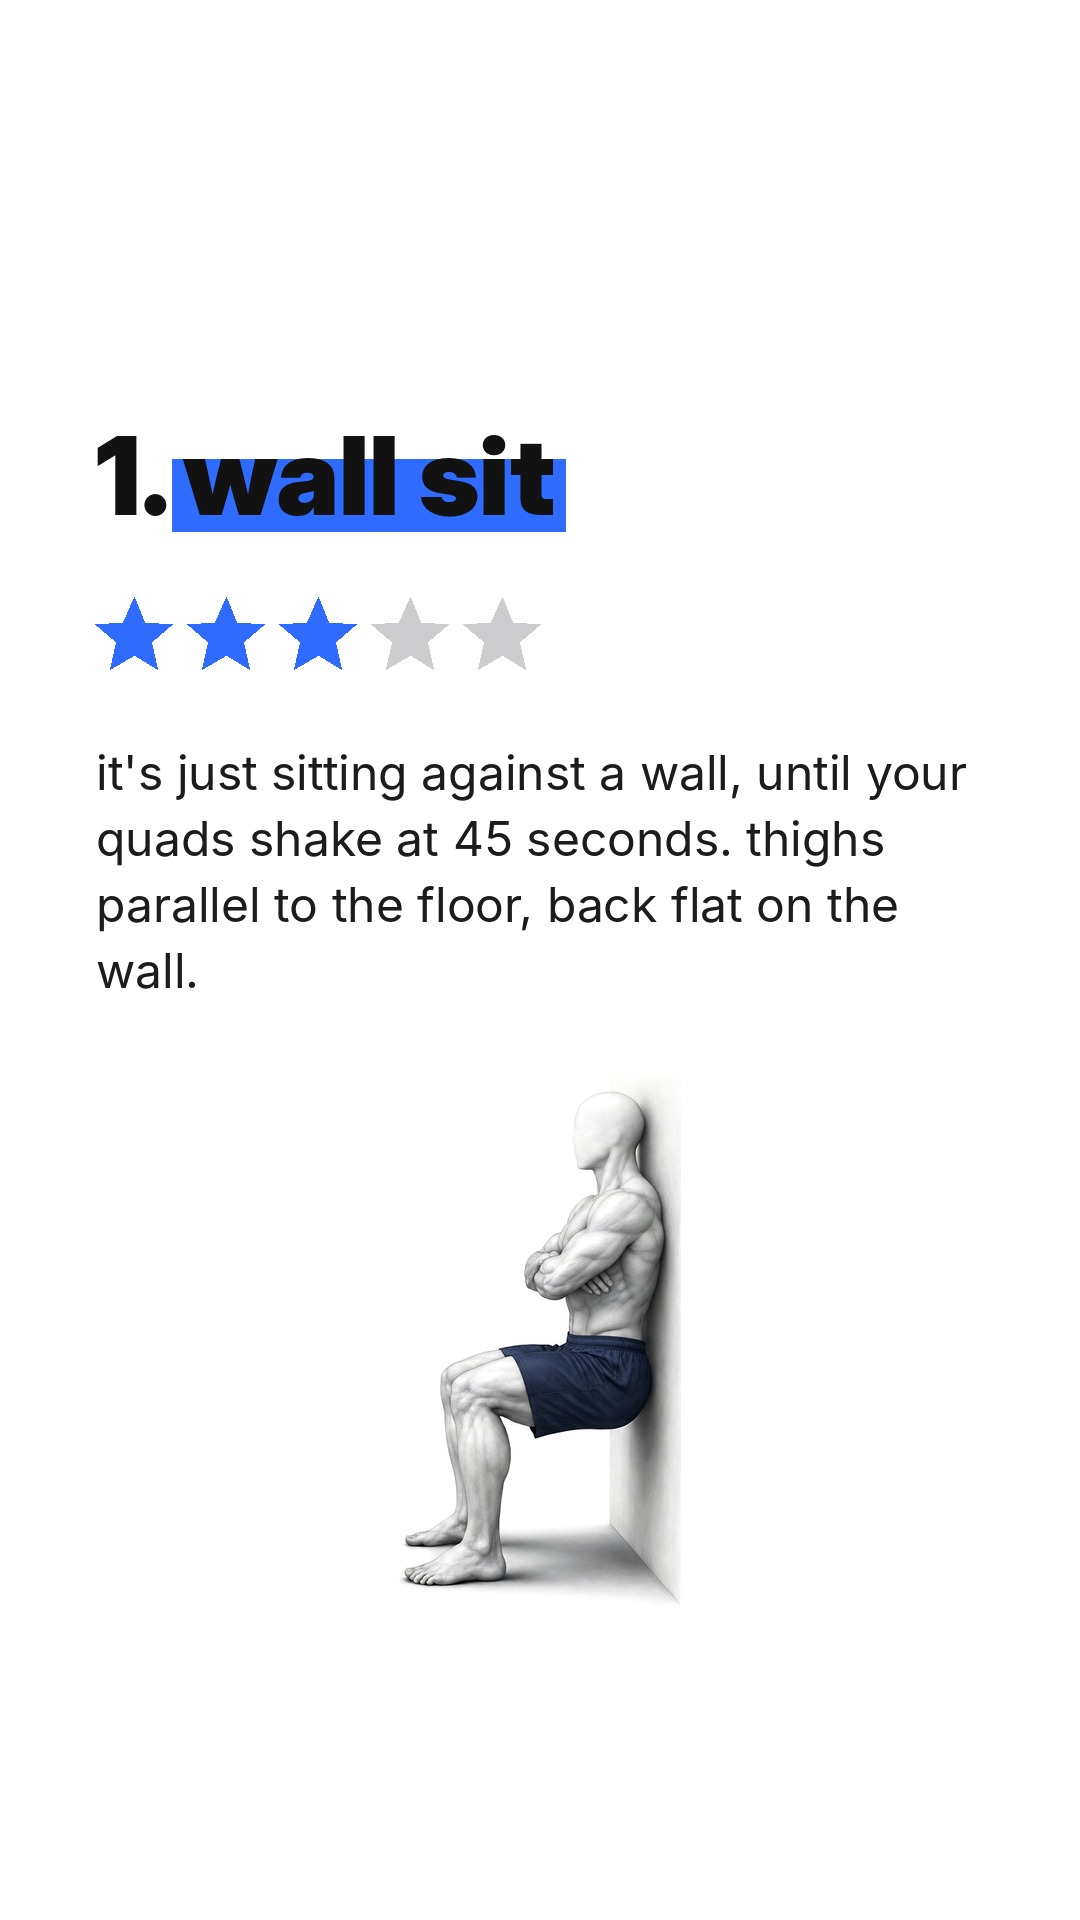 1. wall sit
it's just sitting against a wall, until your
quads shake at 45 seconds. thighs
parallel to the floor, back flat on the
wall.